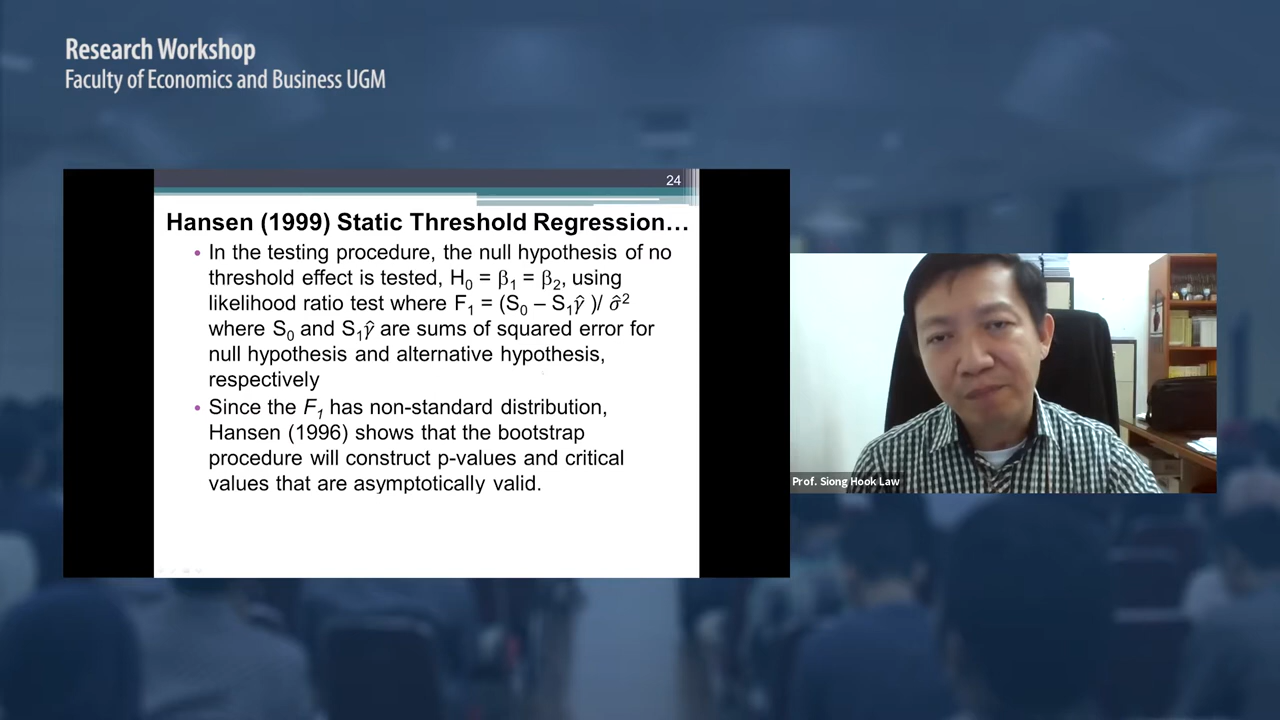 Research Workshop
Faculty of Economics and Business UGM
24
Hansen (1999) Static Threshold Regression…
• In the testing procedure, the null hypothesis of no
threshold effect is tested, H₀ = β₁ = β₂, using
likelihood ratio test where F₁ = (S₀ – S₁γ̂ )/ σ̂²
where S₀ and S₁γ̂ are sums of squared error for
null hypothesis and alternative hypothesis,
respectively
• Since the F₁ has non-standard distribution,
Hansen (1996) shows that the bootstrap
procedure will construct p-values and critical
values that are asymptotically valid.
Prof. Siong Hook Law